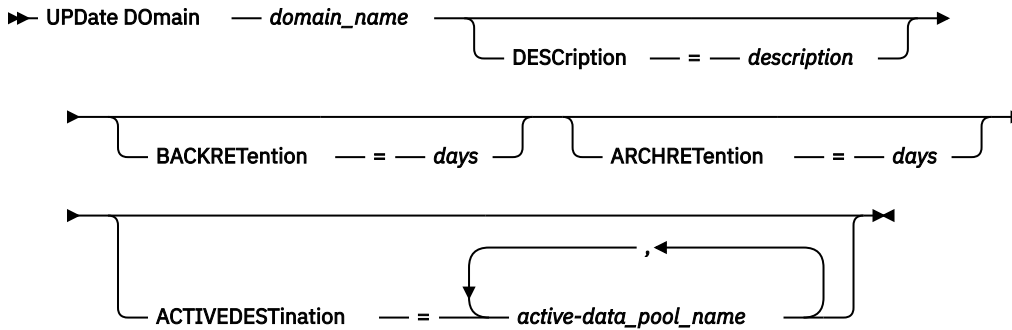 UPDate DOmain domain_name
DESCription = description
BACKRETention = days ARCHRETention = days
,
ACTIVEDESTination = active-data_pool_name